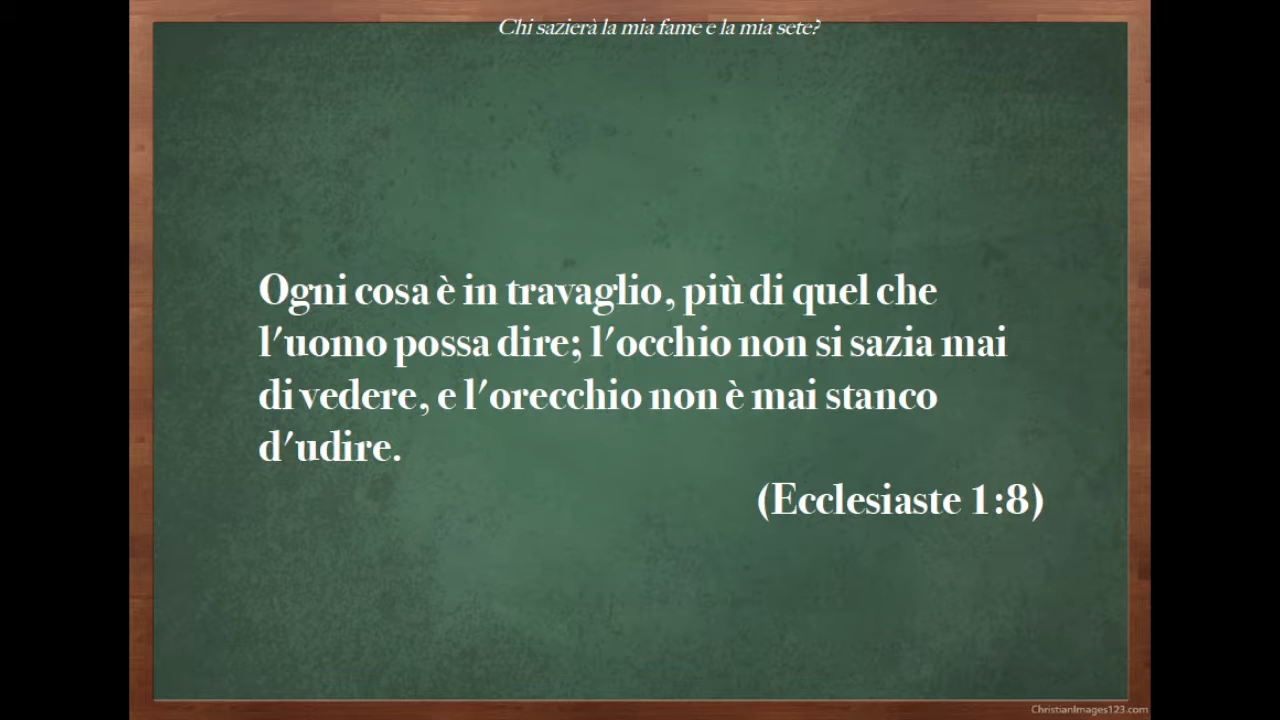 Chi sazierà la mia fame e la mia sete?
Ogni cosa è in travaglio, più di quel che
l'uomo possa dire; l'occhio non si sazia mai
di vedere, e l'orecchio non è mai stanco
d'udire.
(Ecclesiaste 1:8)
ChristianImages123.com